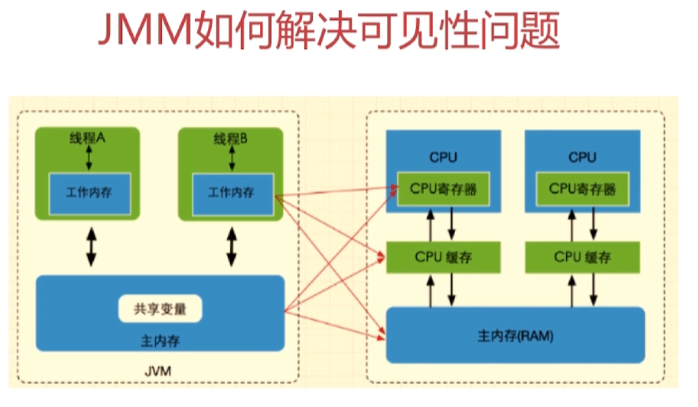 JMM如何解决可见性问题
线程A
工作内存
线程B
工作内存
共享变量
主内存
JVM
CPU
CPU寄存器
CPU 缓存
CPU
CPU寄存器
CPU 缓存
主内存(RAM)